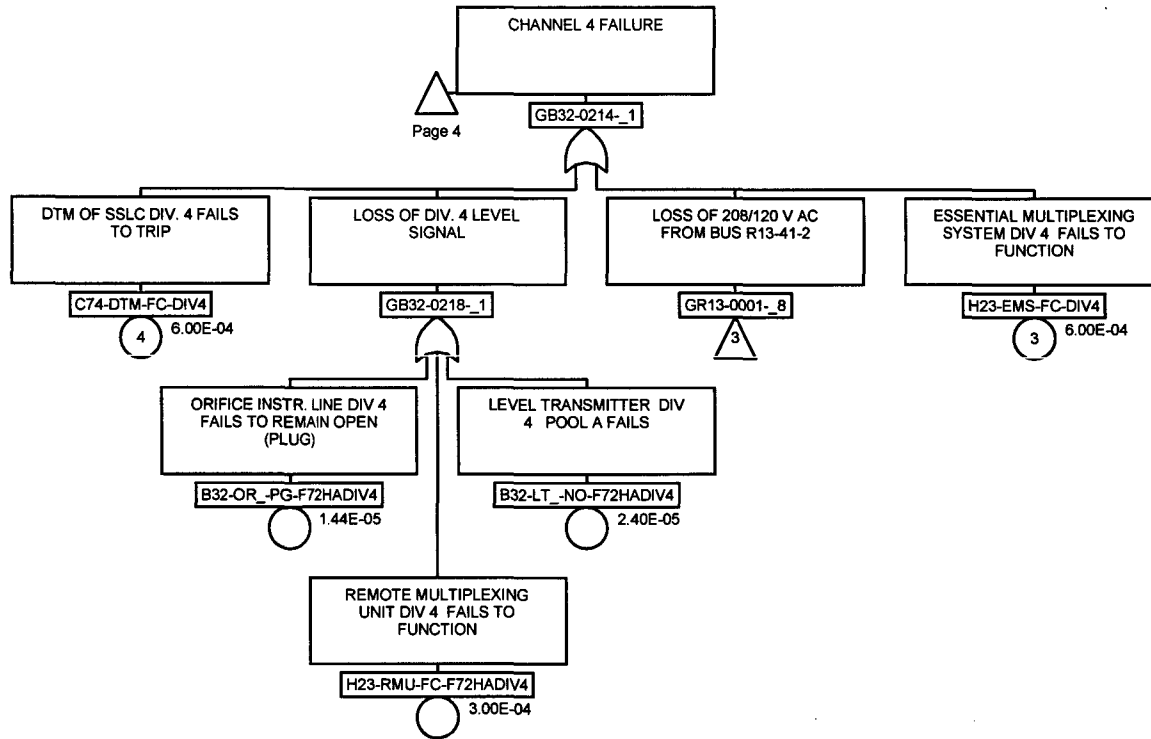 CHANNEL 4 FAILURE
Page 4
GB32-0214-_1
DTM OF SSLC DIV. 4 FAILS
TO TRIP
C74-DTM-FC-DIV4
4
6.00E-04
LOSS OF DIV. 4 LEVEL
SIGNAL
GB32-0218-_1
LOSS OF 208/120 V AC
FROM BUS R13-41-2
GR13-0001-_8
3
ESSENTIAL MULTIPLEXING
SYSTEM DIV 4 FAILS TO
FUNCTION
H23-EMS-FC-DIV4
3
6.00E-04
ORIFICE INSTR. LINE DIV 4
FAILS TO REMAIN OPEN
(PLUG)
B32-OR_-PG-F72HADIV4
1.44E-05
LEVEL TRANSMITTER DIV
4 POOL A FAILS
B32-LT_-NO-F72HADIV4
2.40E-05
REMOTE MULTIPLEXING
UNIT DIV 4 FAILS TO
FUNCTION
H23-RMU-FC-F72HADIV4
3.00E-04